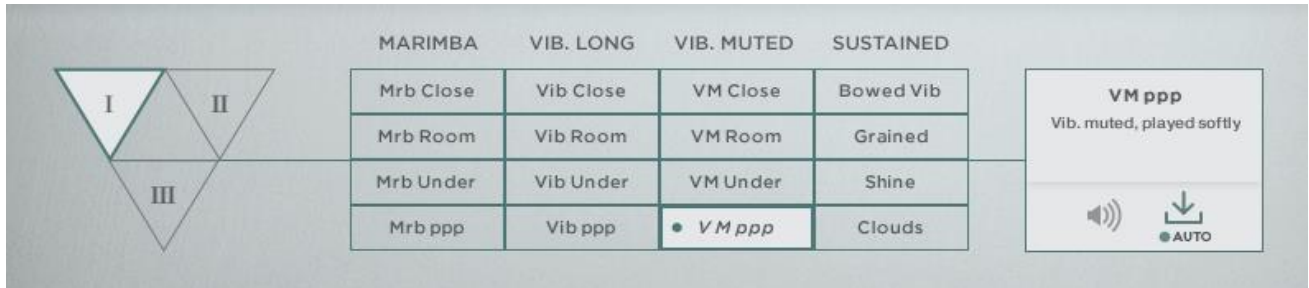 I
II
III
MARIMBA VIB. LONG VIB. MUTED SUSTAINED
Mrb Close Vib Close VM Close Bowed Vib
Mrb Room Vib Room VM Room Grained
Mrb Under Vib Under VM Under Shine
Mrb ppp Vib ppp VM ppp Clouds
VM ppp
Vib. muted, played softly
AUTO